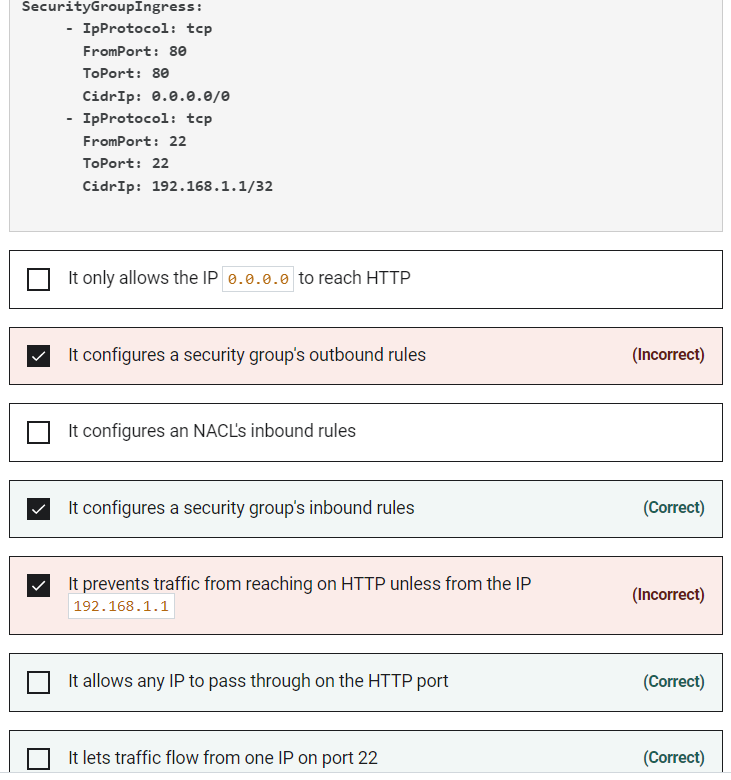 SecurityGroupIngress:
- IpProtocol: tcp
FromPort: 80
ToPort: 80
CidrIp: 0.0.0.0/0
- IpProtocol: tcp
FromPort: 22
ToPort: 22
CidrIp: 192.168.1.1/32
It only allows the IP 0.0.0.0 to reach HTTP
It configures a security group's outbound rules (Incorrect)
It configures an NACL's inbound rules
It configures a security group's inbound rules (Correct)
It prevents traffic from reaching on HTTP unless from the IP
192.168.1.1 (Incorrect)
It allows any IP to pass through on the HTTP port (Correct)
It lets traffic flow from one IP on port 22 (Correct)